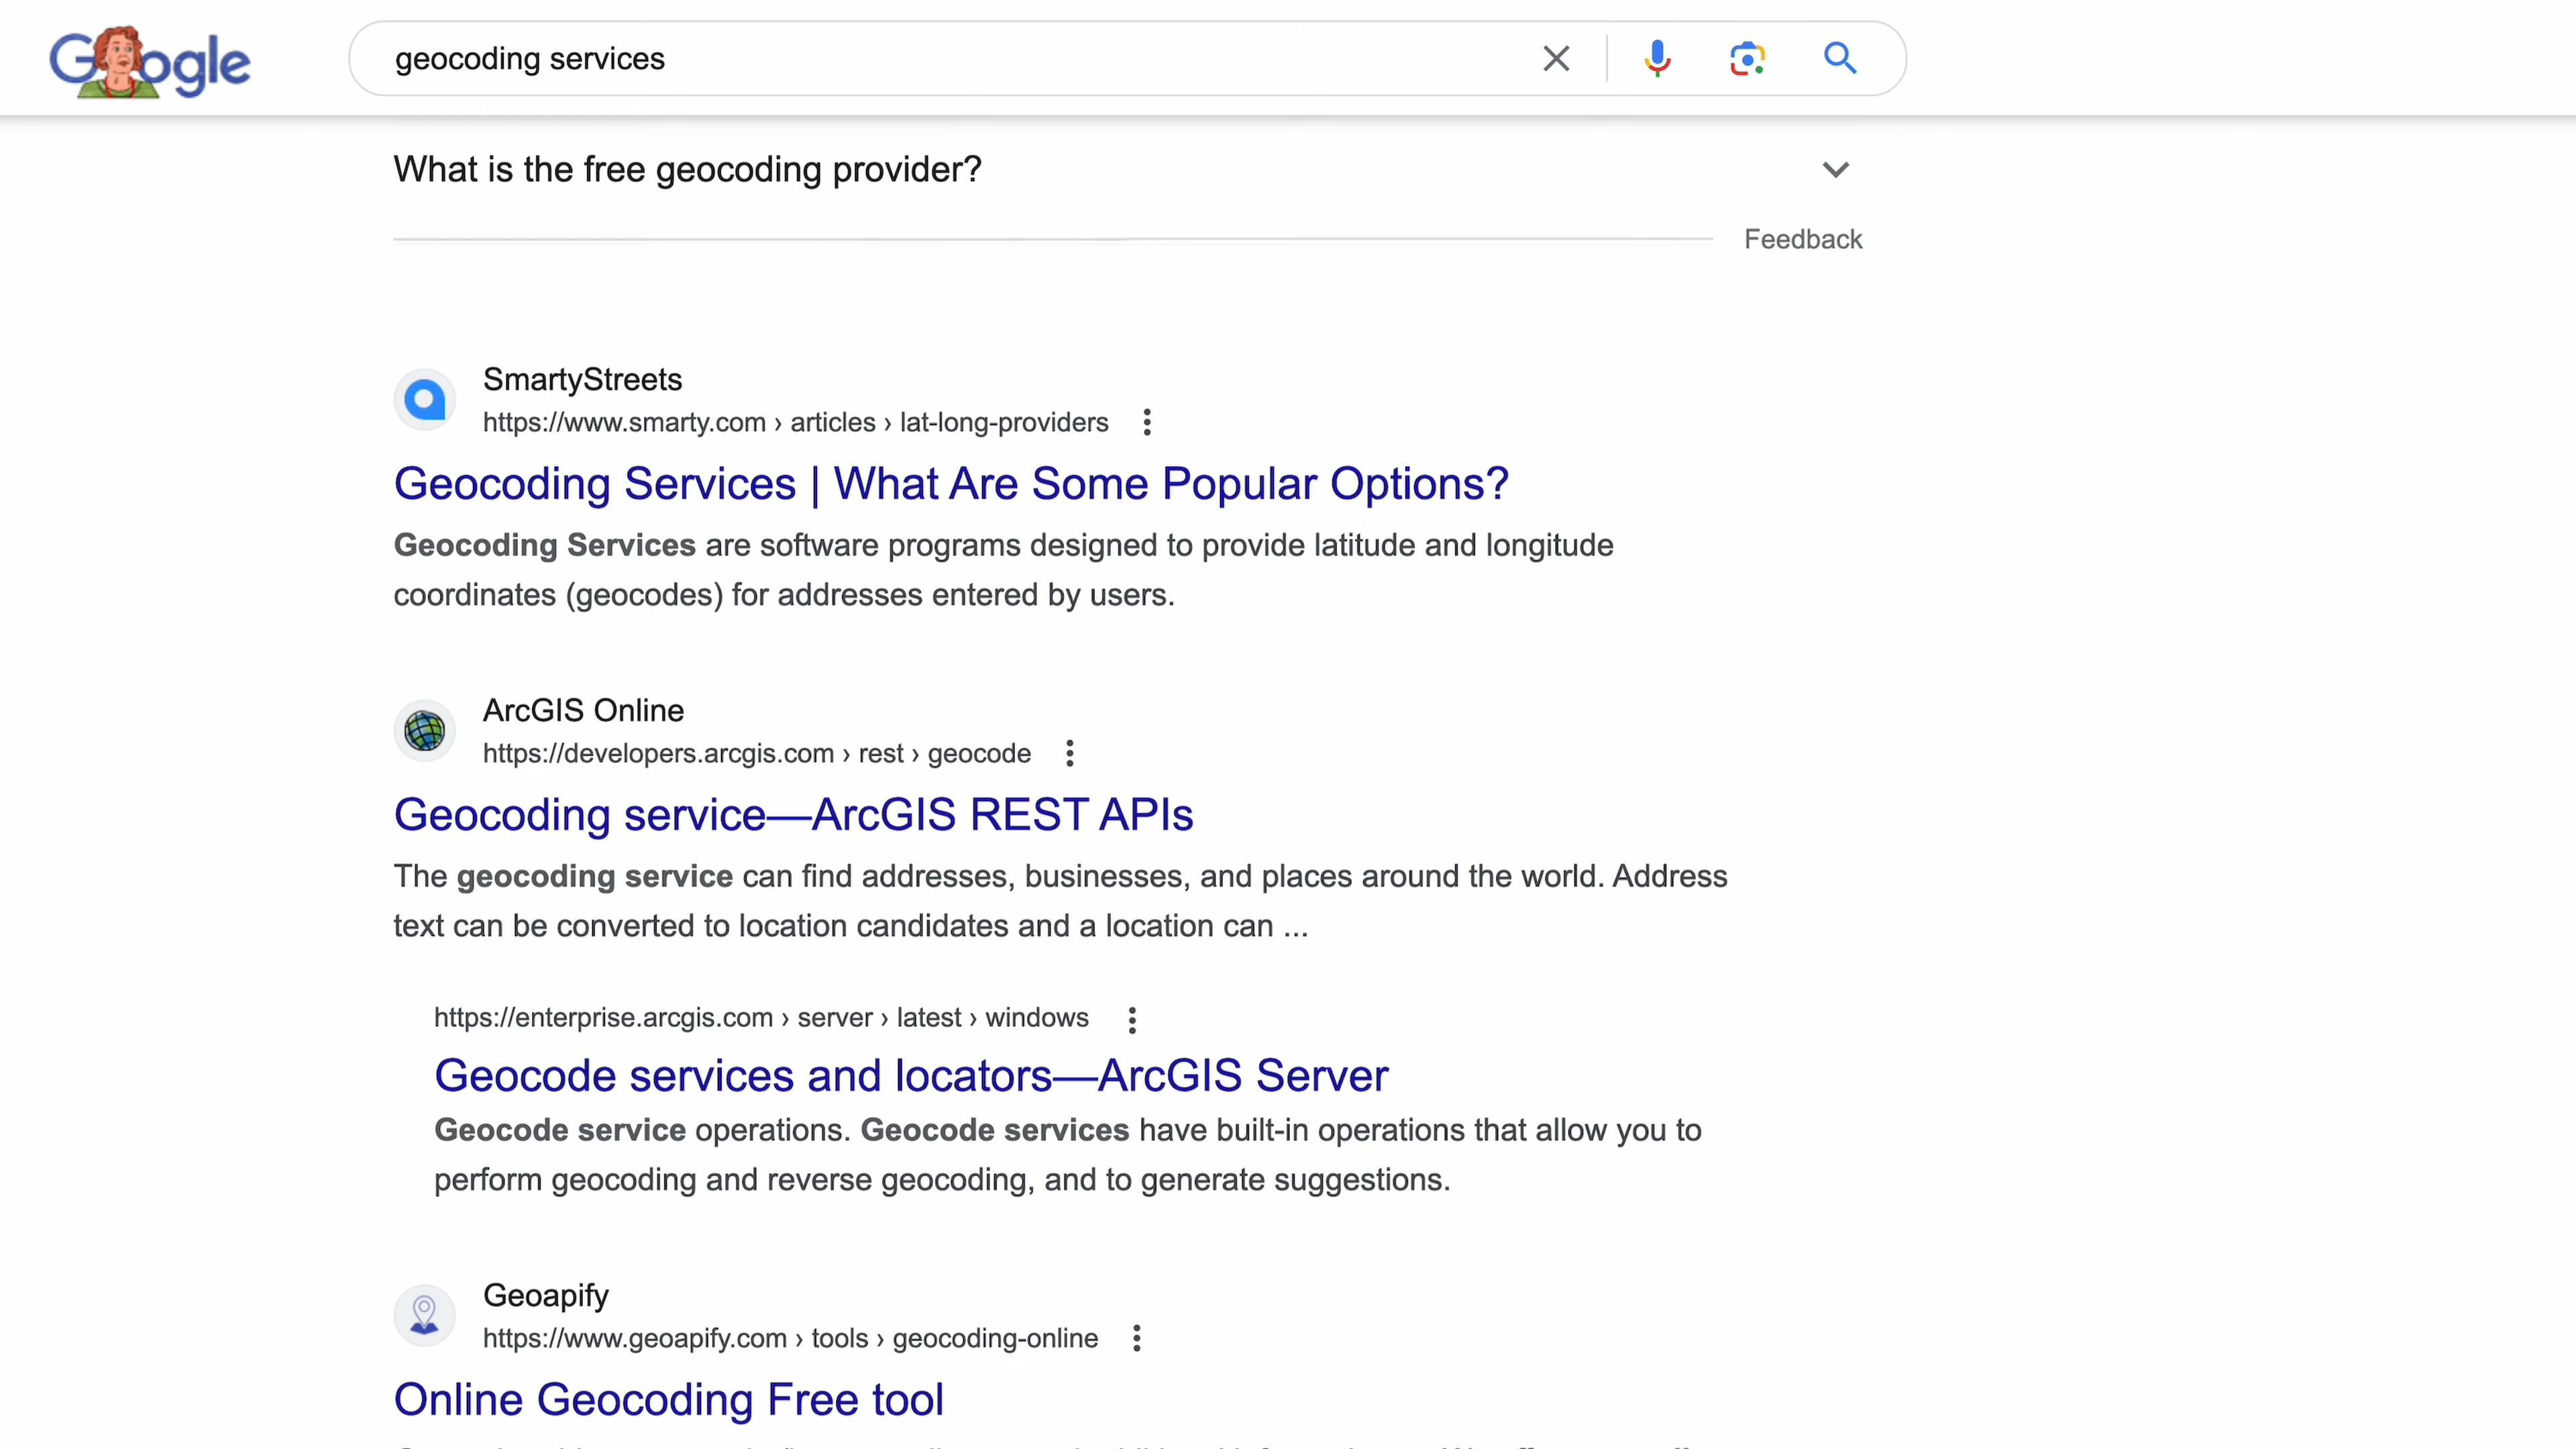 Google
geocoding services
What is the free geocoding provider?
Feedback
SmartyStreets
https://www.smarty.com › articles › lat-long-providers
Geocoding Services | What Are Some Popular Options?
Geocoding Services are software programs designed to provide latitude and longitude
coordinates (geocodes) for addresses entered by users.
ArcGIS Online
https://developers.arcgis.com › rest › geocode
Geocoding service—ArcGIS REST APIs
The geocoding service can find addresses, businesses, and places around the world. Address
text can be converted to location candidates and a location can ...
https://enterprise.arcgis.com › server › latest › windows
Geocode services and locators—ArcGIS Server
Geocode service operations. Geocode services have built-in operations that allow you to
perform geocoding and reverse geocoding, and to generate suggestions.
Geoapify
https://www.geoapify.com › tools › geocoding-online
Online Geocoding Free tool